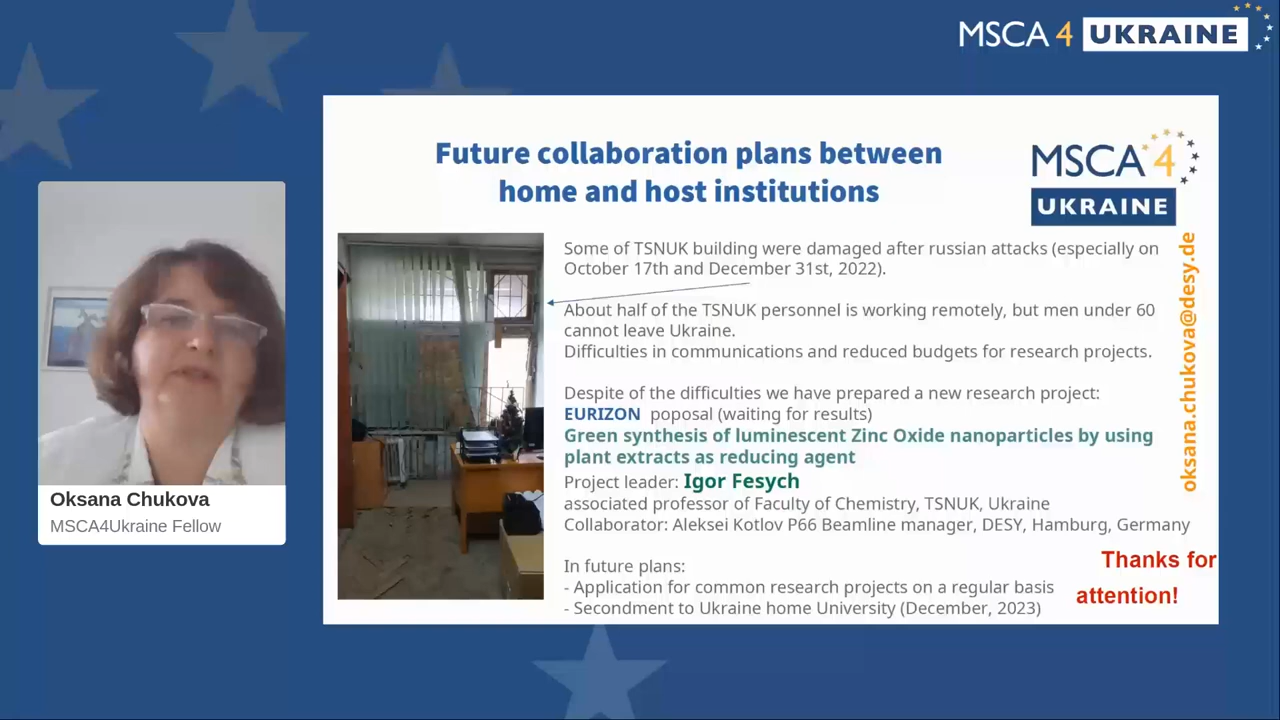 MSCA 4 UKRAINE
Future collaboration plans between
home and host institutions
MSCA 4
UKRAINE
Some of TSNUK building were damaged after russian attacks (especially on
October 17th and December 31st, 2022).
About half of the TSNUK personnel is working remotely, but men under 60
cannot leave Ukraine.
Difficulties in communications and reduced budgets for research projects.
Despite of the difficulties we have prepared a new research project:
EURIZON poposal (waiting for results)
Green synthesis of luminescent Zinc Oxide nanoparticles by using
plant extracts as reducing agent
Project leader: Igor Fesych
associated professor of Faculty of Chemistry, TSNUK, Ukraine
Collaborator: Aleksei Kotlov P66 Beamline manager, DESY, Hamburg, Germany
In future plans:
- Application for common research projects on a regular basis
- Secondment to Ukraine home University (December, 2023)
oksana.chukova@desy.de
Thanks for
attention!
Oksana Chukova
MSCA4Ukraine Fellow